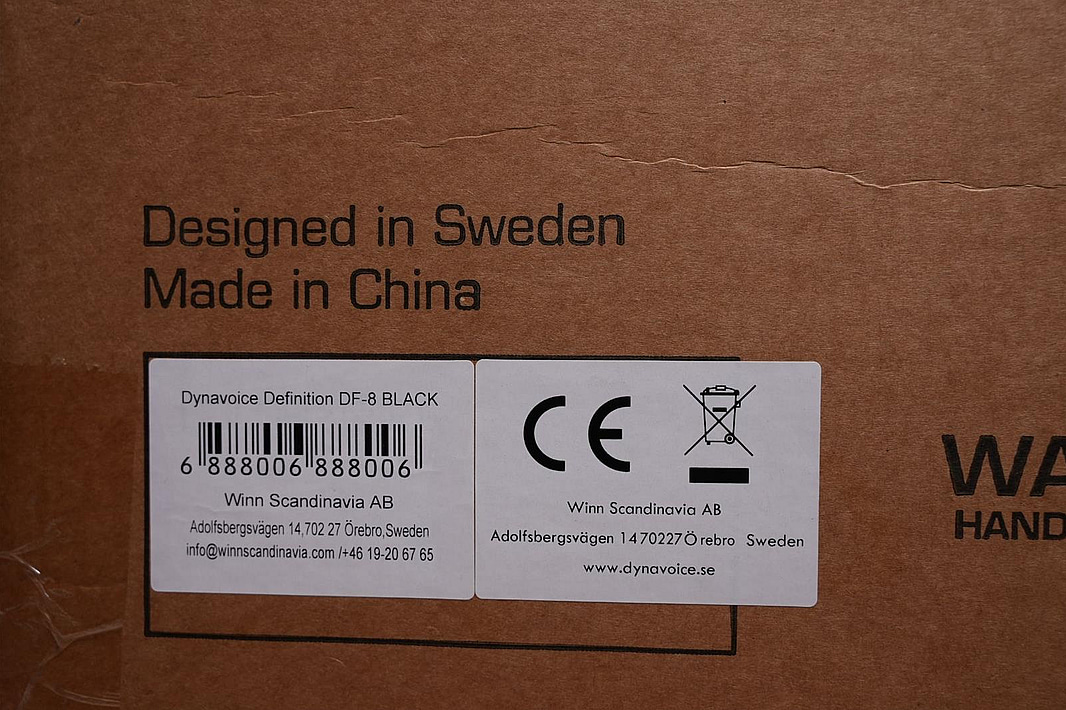 Designed in Sweden
Made in China
Dynavoice Definition DF-8 BLACK
6 888006 888006
Winn Scandinavia AB
Adolfsbergsvägen 14,702 27 Örebro,Sweden
info@winnscandinavia.com /+46 19-20 67 65
CE
Winn Scandinavia AB
Adolfsbergsvägen 1470227Ö rebro Sweden
www.dynavoice.se
WA
HAND